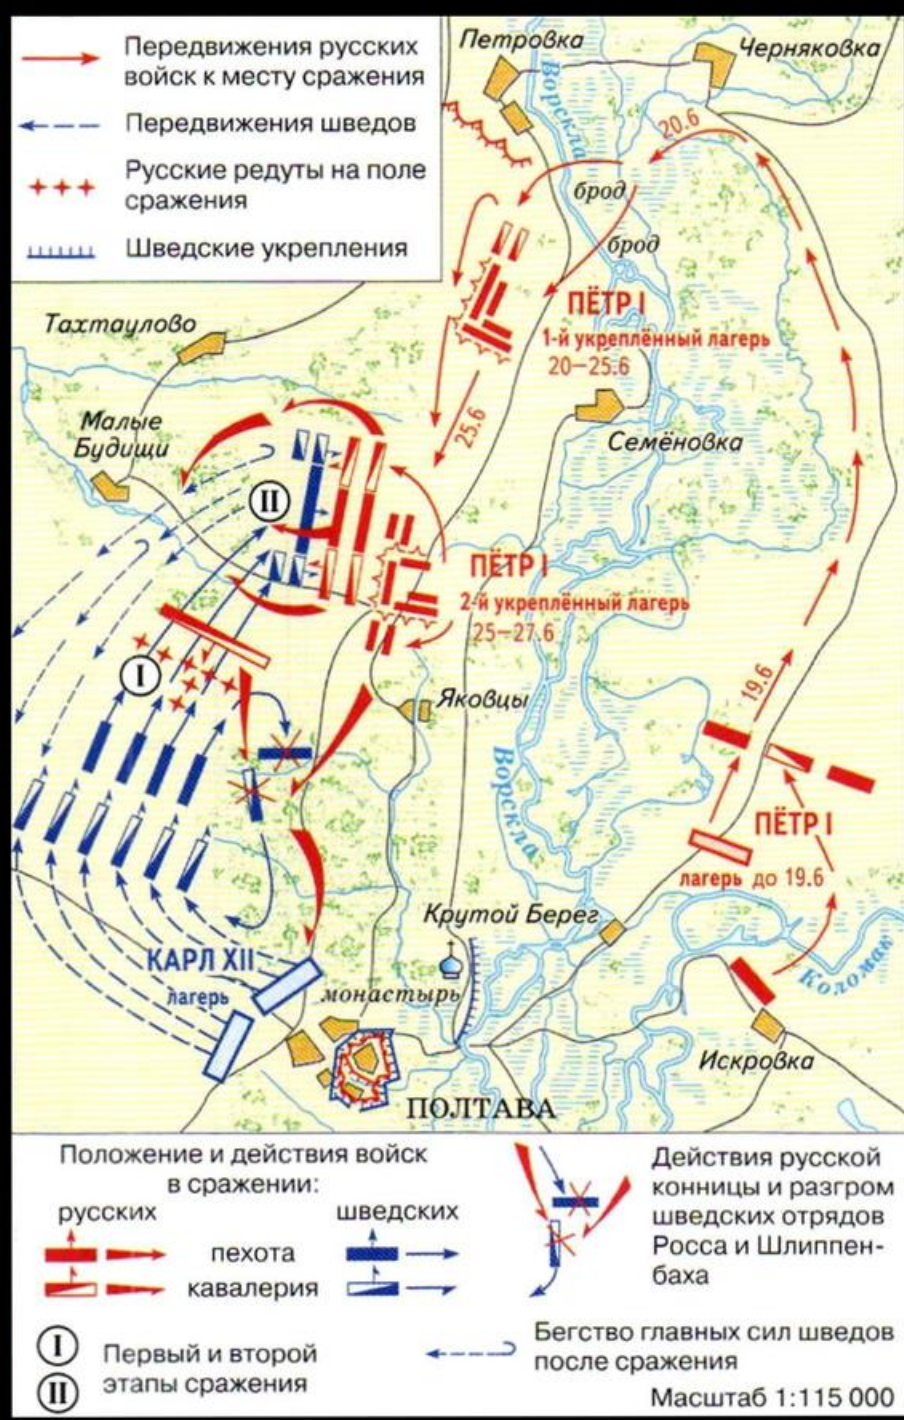 Передвижения русских
войск к месту сражения
Передвижения шведов
Русские редуты на поле
сражения
Шведские укрепления
Петровка
Черняковка
Ворскла
20.6
брод
брод
ПЁТР I
1-й укреплённый лагерь
20–25.6
Тахтаулово
25.6
Семёновка
Малые
Будищи
II
ПЁТР I
2-й укреплённый лагерь
25–27.6
I
Яковцы
19.6
Ворскла
ПЁТР I
лагерь до 19.6
Крутой Берег
Коломак
КАРЛ XII
лагерь
монастырь
Искровка
ПОЛТАВА
Положение и действия войск
в сражении:
русских
шведских
пехота
кавалерия
Действия русской
конницы и разгром
шведских отрядов
Росса и Шлиппен-
баха
I
II
Первый и второй
этапы сражения
Бегство главных сил шведов
после сражения
Масштаб 1:115 000